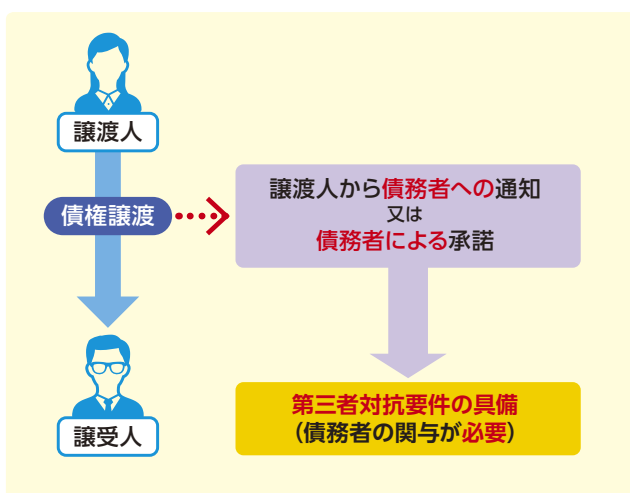 譲渡人
債権譲渡
譲渡人から債務者への通知
又は
債務者による承諾
譲受人
第三者対抗要件の具備
(債務者の関与が必要)